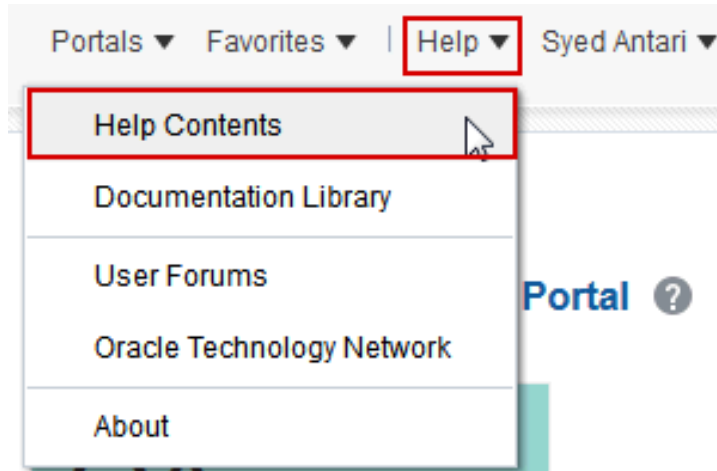 Portals ▼ Favorites ▼ | Help ▼ Syed Antari ▼
Help Contents
Documentation Library
User Forums
Portal ?
Oracle Technology Network
About